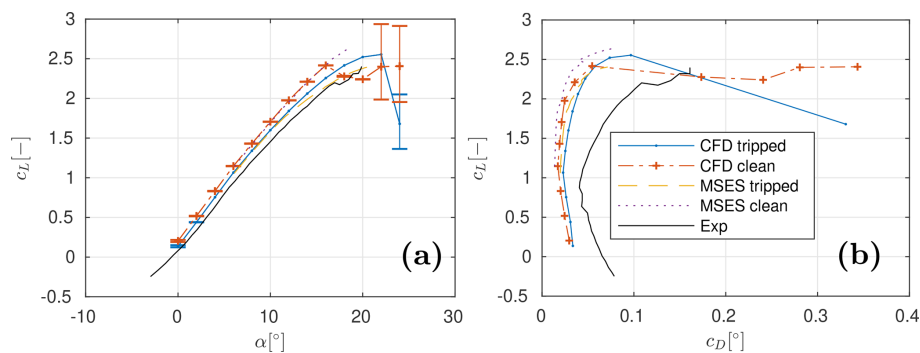 3
2.5
2
1.5
1
0.5
0
-0.5
c_L[−]
-10
0
10
20
30
α[°]
(a)
3
2.5
2
1.5
1
0.5
0
-0.5
c_L[−]
CFD tripped
CFD clean
MSES tripped
MSES clean
Exp
(b)
0
0.1
0.2
0.3
0.4
c_D[°]